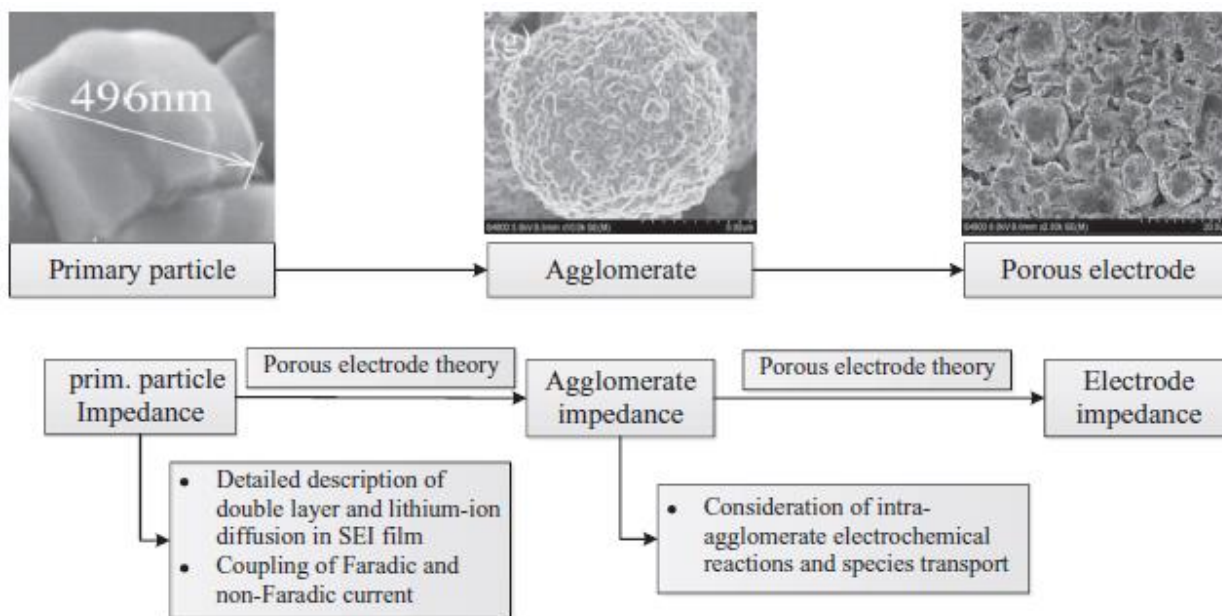 496nm
(g)
Primary particle
Agglomerate
Porous electrode
prim. particle
Impedance
Porous electrode theory
Agglomerate
impedance
Porous electrode theory
Electrode
impedance
• Detailed description of
double layer and lithium-ion
diffusion in SEI film
• Coupling of Faradic and
non-Faradic current
• Consideration of intra-
agglomerate electrochemical
reactions and species transport